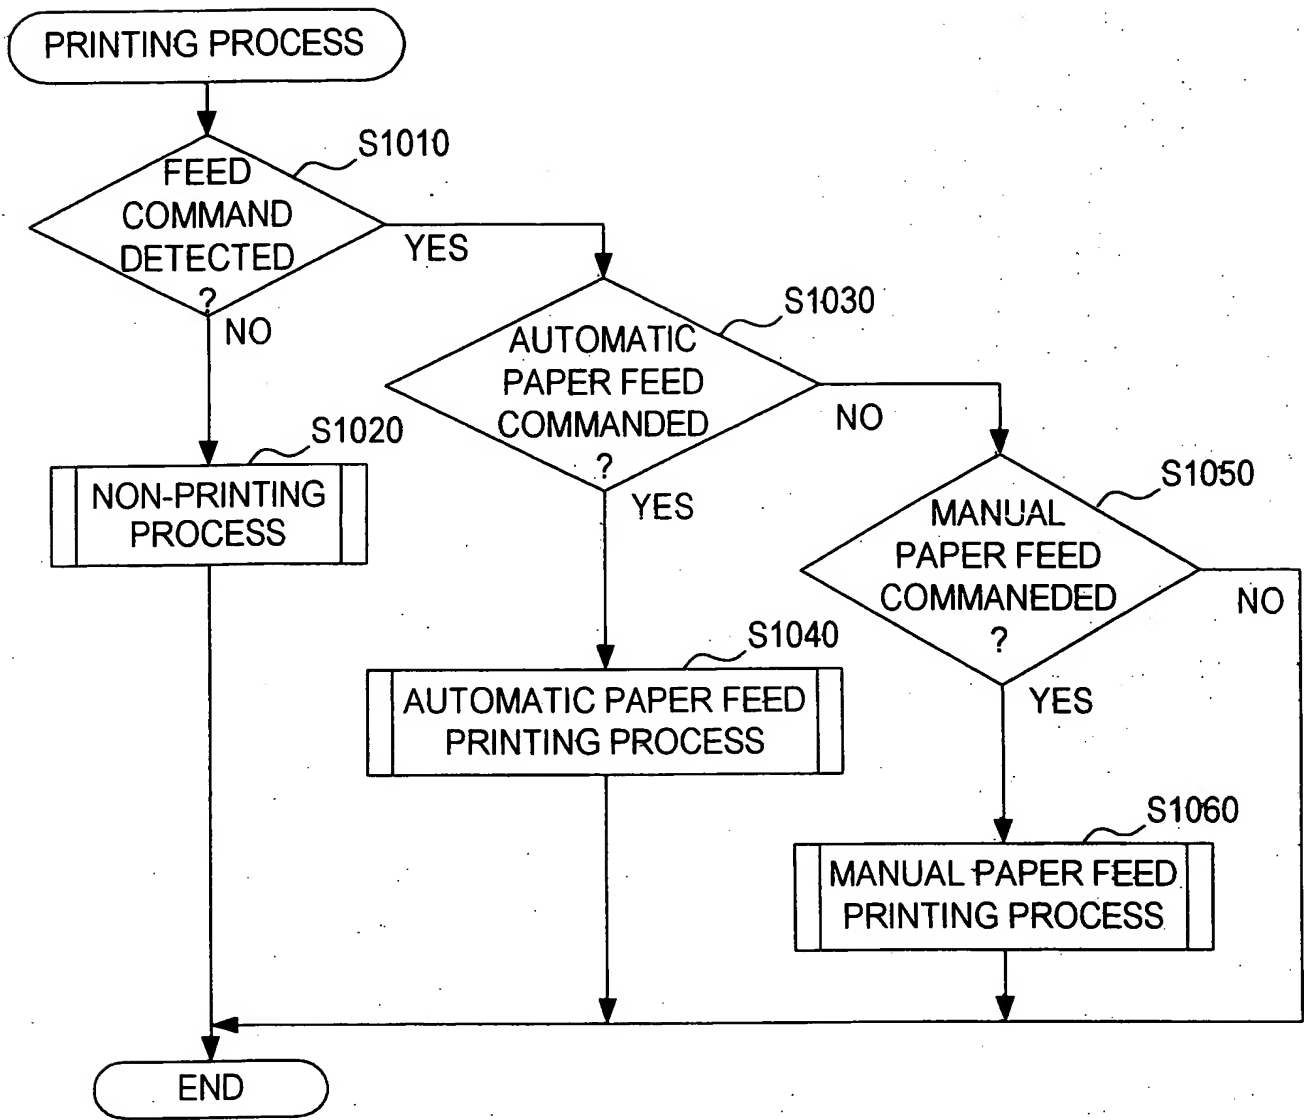 PRINTING PROCESS
S1010
FEED
COMMAND
DETECTED
?
YES
NO
S1030
AUTOMATIC
PAPER FEED
COMMANDED
?
NO
YES
S1020
NON-PRINTING
PROCESS
S1050
MANUAL
PAPER FEED
COMMANEDED
?
NO
YES
S1040
AUTOMATIC PAPER FEED
PRINTING PROCESS
S1060
MANUAL PAPER FEED
PRINTING PROCESS
END